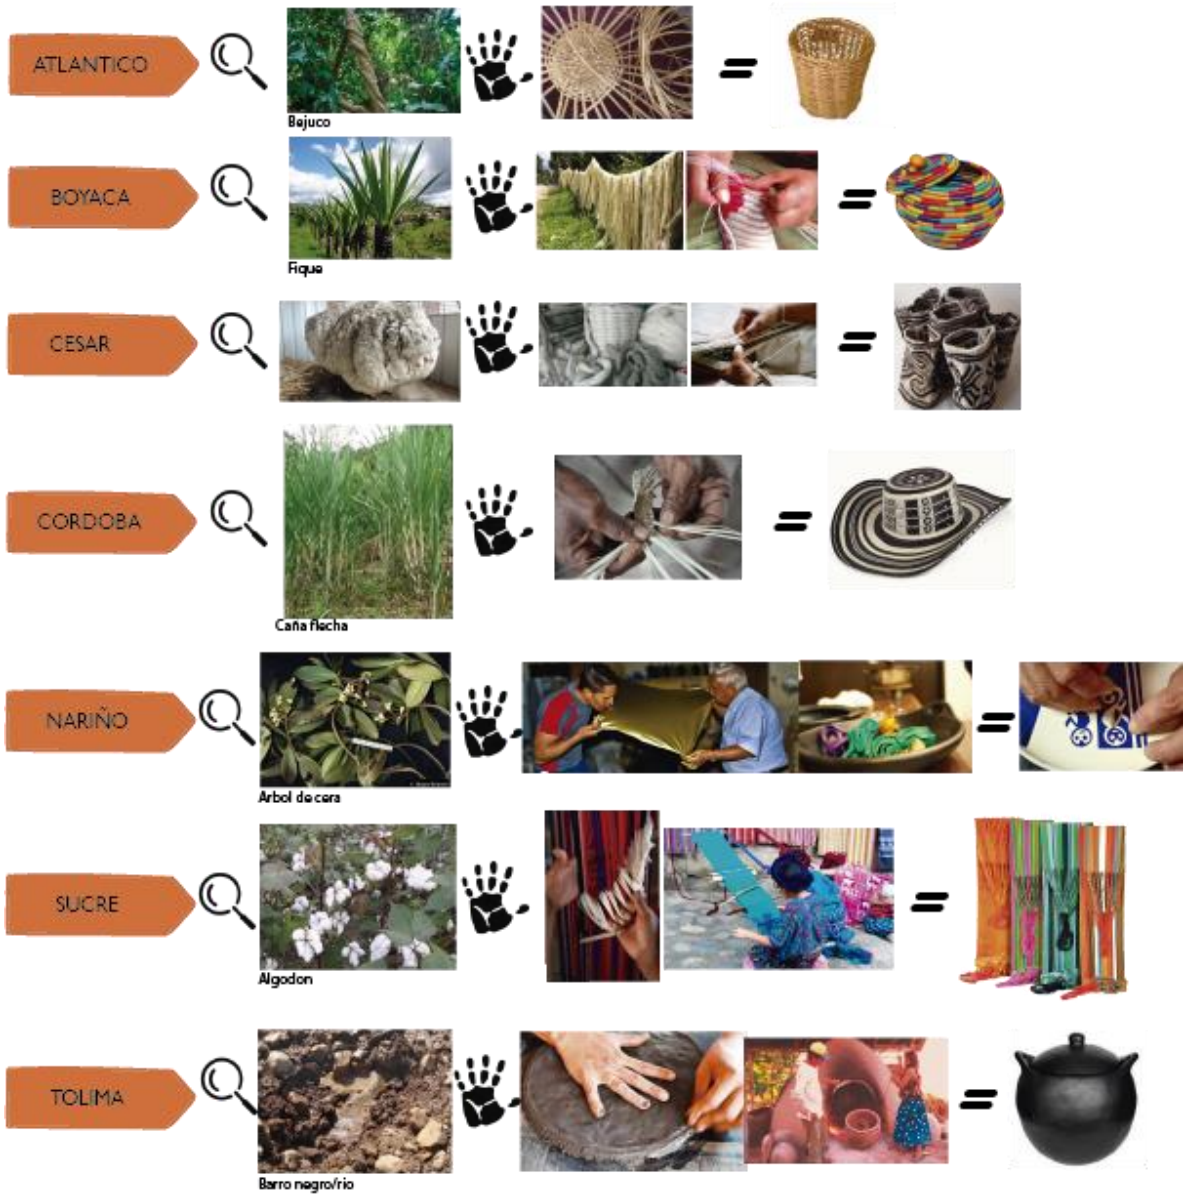 ATLANTICO
Bejuco
BOYACA
Fique
CESAR
CORDOBA
Caña flecha
NARIÑO
Arbol de cera
SUCRE
Algodon
TOLIMA
Barro negro/rio